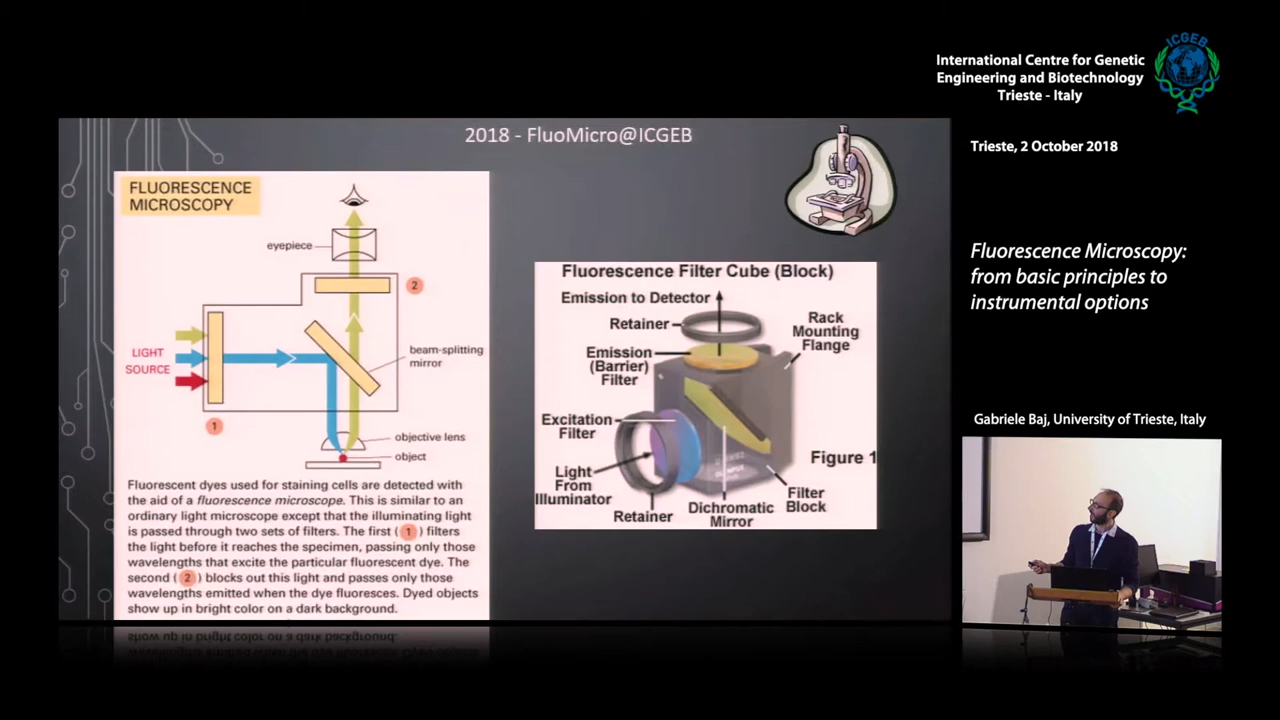 International Centre for Genetic
Engineering and Biotechnology
Trieste - Italy
ICGEB
Trieste, 2 October 2018
Fluorescence Microscopy:
from basic principles to
instrumental options
Gabriele Baj, University of Trieste, Italy
2018 - FluoMicro@ICGEB
FLUORESCENCE
MICROSCOPY
eyepiece
2
LIGHT
SOURCE
beam-splitting
mirror
1
objective lens
object
Fluorescent dyes used for staining cells are detected with
the aid of a fluorescence microscope. This is similar to an
ordinary light microscope except that the illuminating light
is passed through two sets of filters. The first ( 1 ) filters
the light before it reaches the specimen, passing only those
wavelengths that excite the particular fluorescent dye. The
second ( 2 ) blocks out this light and passes only those
wavelengths emitted when the dye fluoresces. Dyed objects
show up in bright color on a dark background.
Fluorescence Filter Cube (Block)
Emission to Detector
Retainer
Rack
Mounting
Flange
Emission
(Barrier)
Filter
Excitation
Filter
Figure 1
Light
From
Illuminator
Retainer
Dichromatic
Mirror
Filter
Block
OLYMPUS